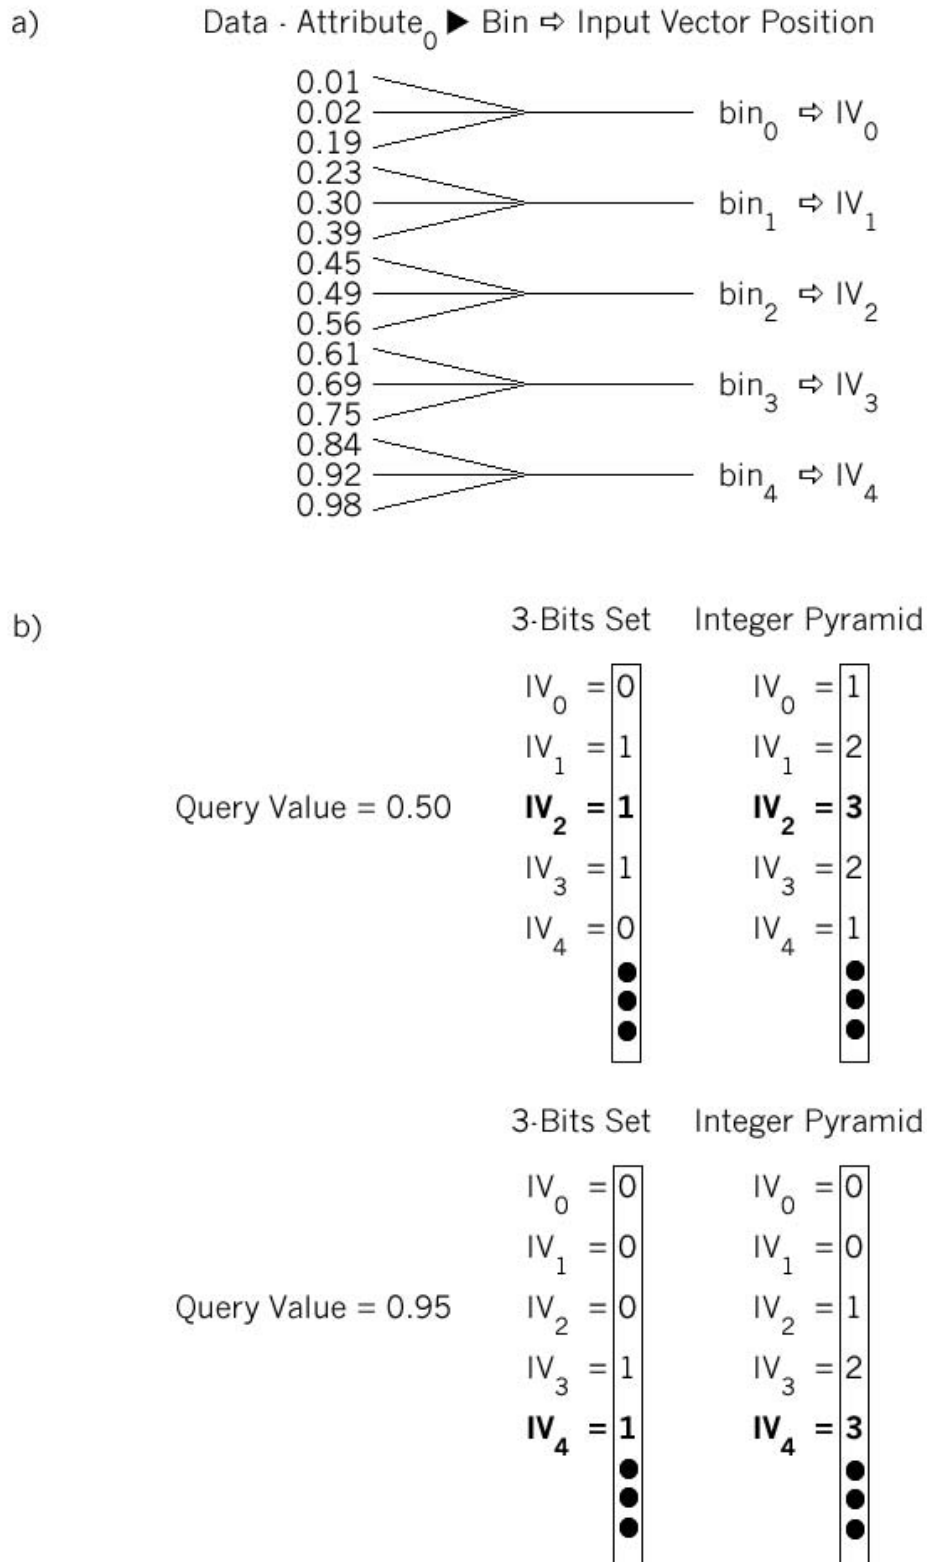 a) Data - Attribute₀ ▶ Bin ⇨ Input Vector Position
0.01
0.02 bin₀ ⇨ IV₀
0.19
0.23
0.30 bin₁ ⇨ IV₁
0.39
0.45
0.49 bin₂ ⇨ IV₂
0.56
0.61
0.69 bin₃ ⇨ IV₃
0.75
0.84
0.92 bin₄ ⇨ IV₄
0.98
b) 3-Bits Set Integer Pyramid
IV₀ = 0 IV₀ = 1
IV₁ = 1 IV₁ = 2
Query Value = 0.50 IV₂ = 1 IV₂ = 3
IV₃ = 1 IV₃ = 2
IV₄ = 0 IV₄ = 1
3-Bits Set Integer Pyramid
IV₀ = 0 IV₀ = 0
IV₁ = 0 IV₁ = 0
Query Value = 0.95 IV₂ = 0 IV₂ = 1
IV₃ = 1 IV₃ = 2
IV₄ = 1 IV₄ = 3